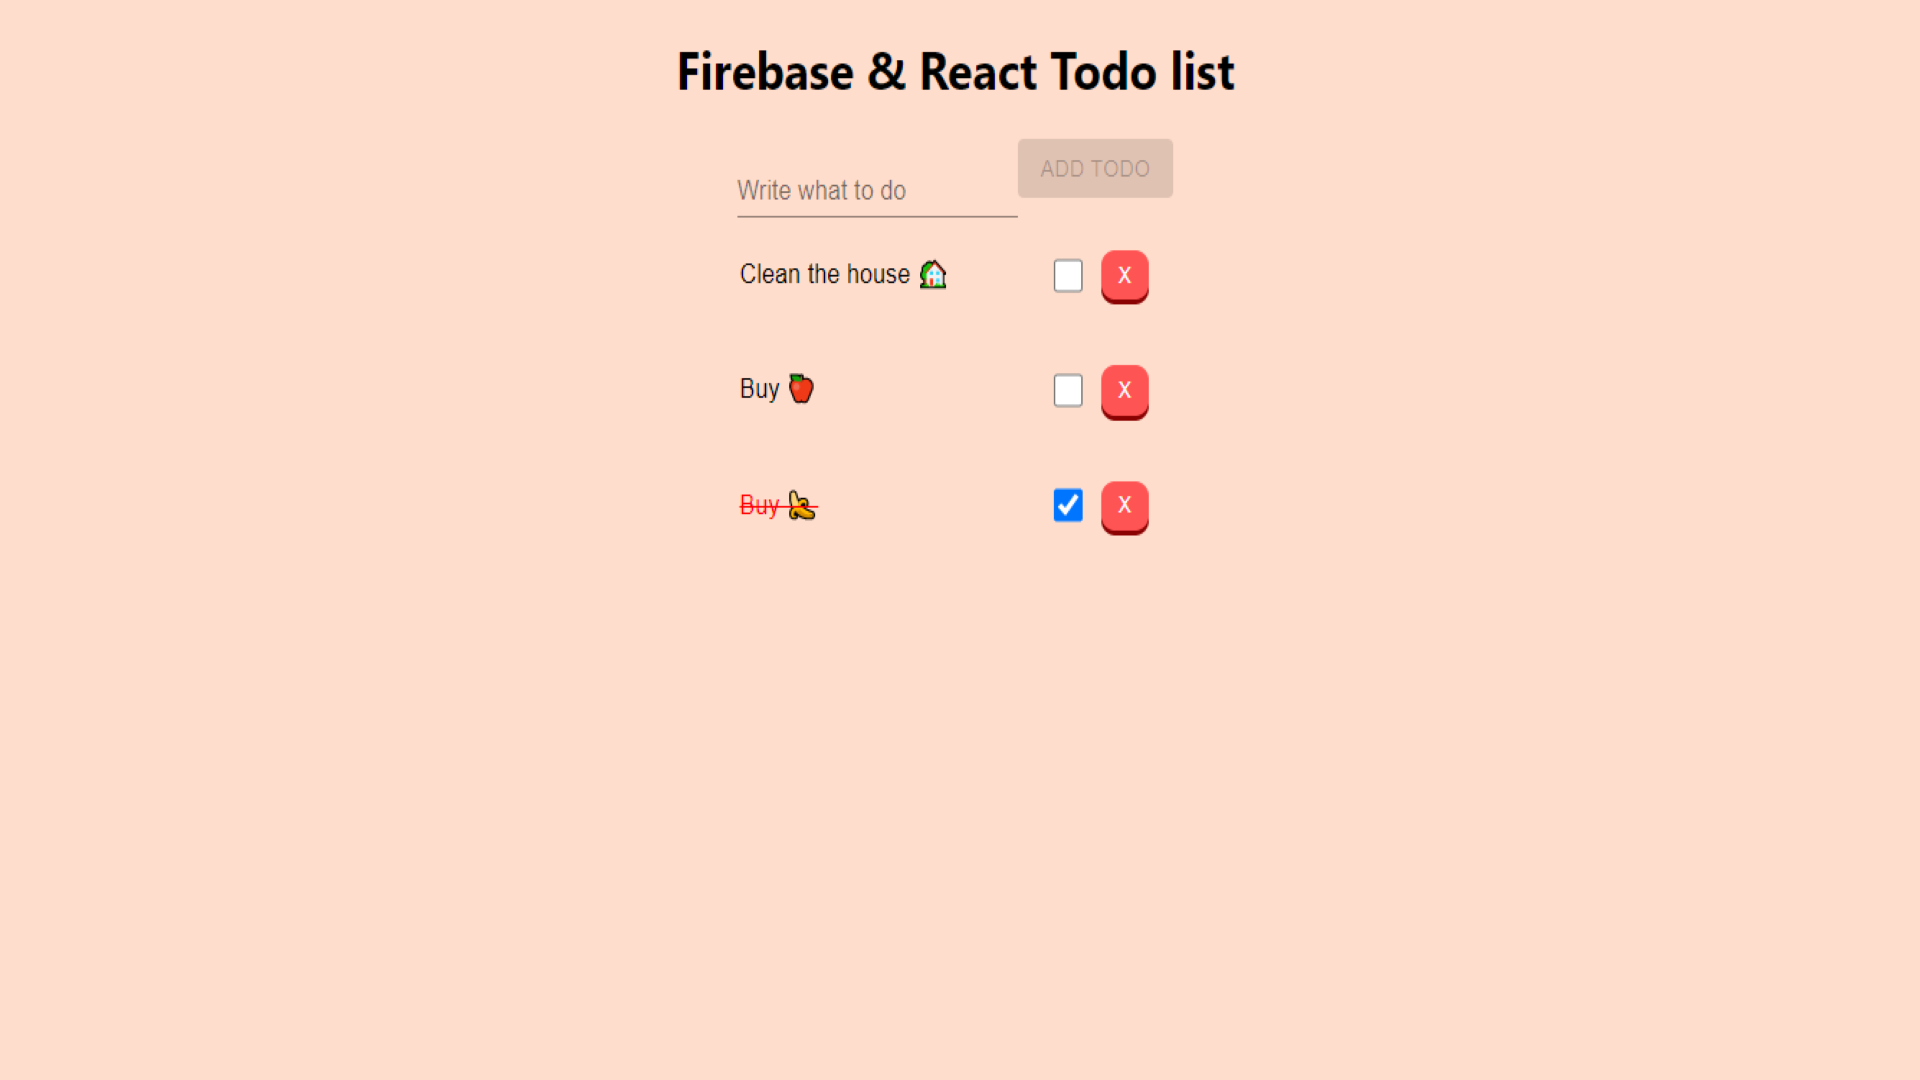 Firebase & React Todo list
ADD TODO
Write what to do
Clean the house 🏡 X
Buy 🍎 X
Buy 🍌 X